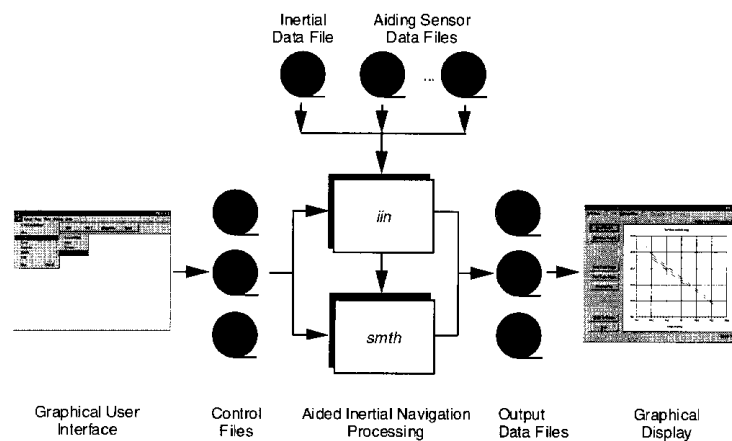 Inertial
Data File
Aiding Sensor
Data Files
...
iin
smth
Graphical User
Interface
Control
Files
Aided Inertial Navigation
Processing
Output
Data Files
Graphical
Display